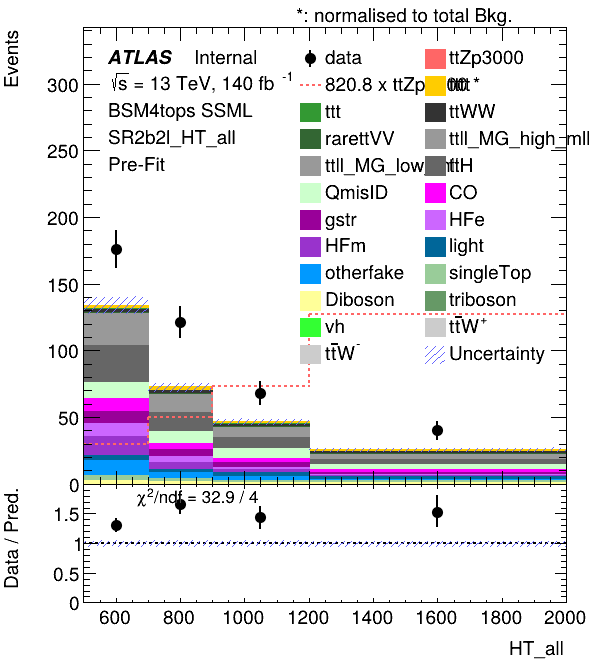 *: normalised to total Bkg.
Events
ATLAS Internal
√s = 13 TeV, 140 fb⁻¹
BSM4tops SSML
SR2b2l_HT_all
Pre-Fit
data
ttZp3000
820.8 x ttZp3000
tttt *
ttt
ttWW
rarettVV
ttll_MG_high_mll
ttll_MG_low_mll
ttH
QmisID
CO
gstr
HFe
HFm
light
otherfake
singleTop
Diboson
triboson
vh
tt̄W⁺
tt̄W⁻
Uncertainty
300
250
200
150
100
50
0
χ²/ndf = 32.9 / 4
Data / Pred.
1.5
1
0.5
0
600 800 1000 1200 1400 1600 1800 2000
HT_all